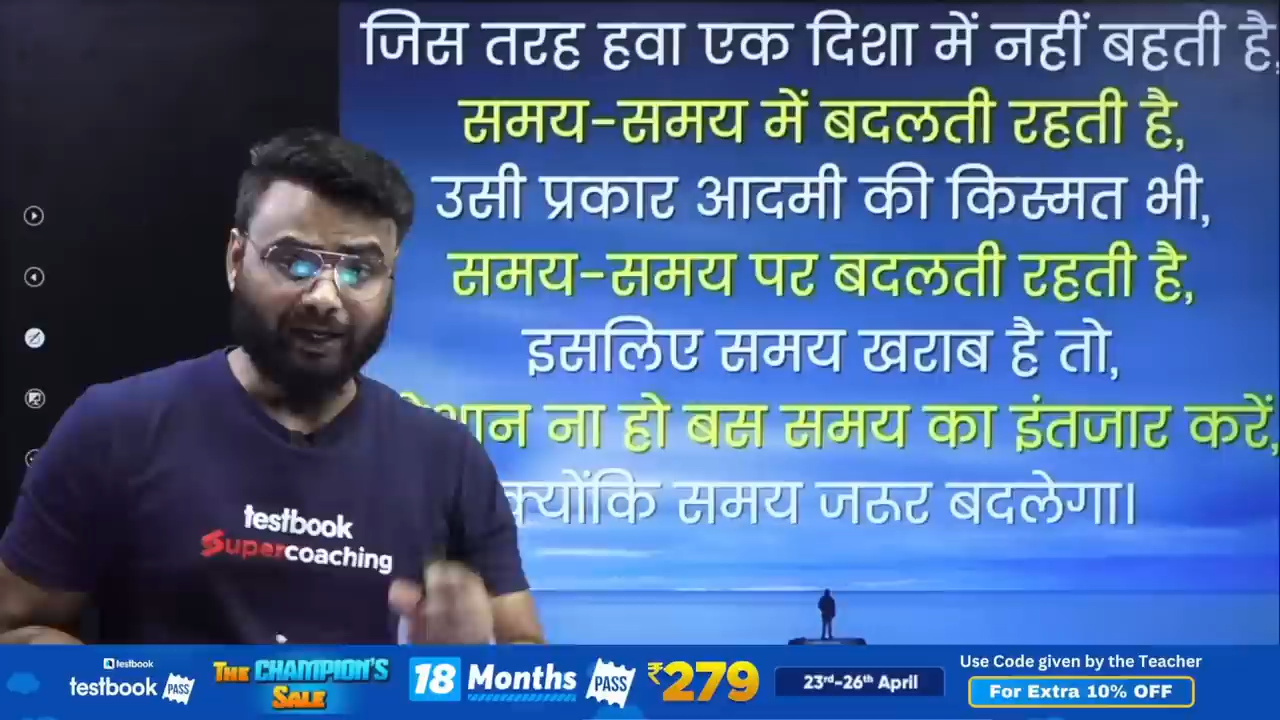 जिस तरह हवा एक दिशा में नहीं बहती है,
समय-समय में बदलती रहती है,
उसी प्रकार आदमी की किस्मत भी,
समय-समय पर बदलती रहती है,
इसलिए समय खराब है तो,
ना हो बस समय का इंतजार करें,
क्योंकि समय जरूर बदलेगा।
testbook
Supercoaching
testbook
testbook PASS
THE CHAMPION'S SALE
18 Months PASS ₹279
23rd-26th April
Use Code given by the Teacher
For Extra 10% OFF